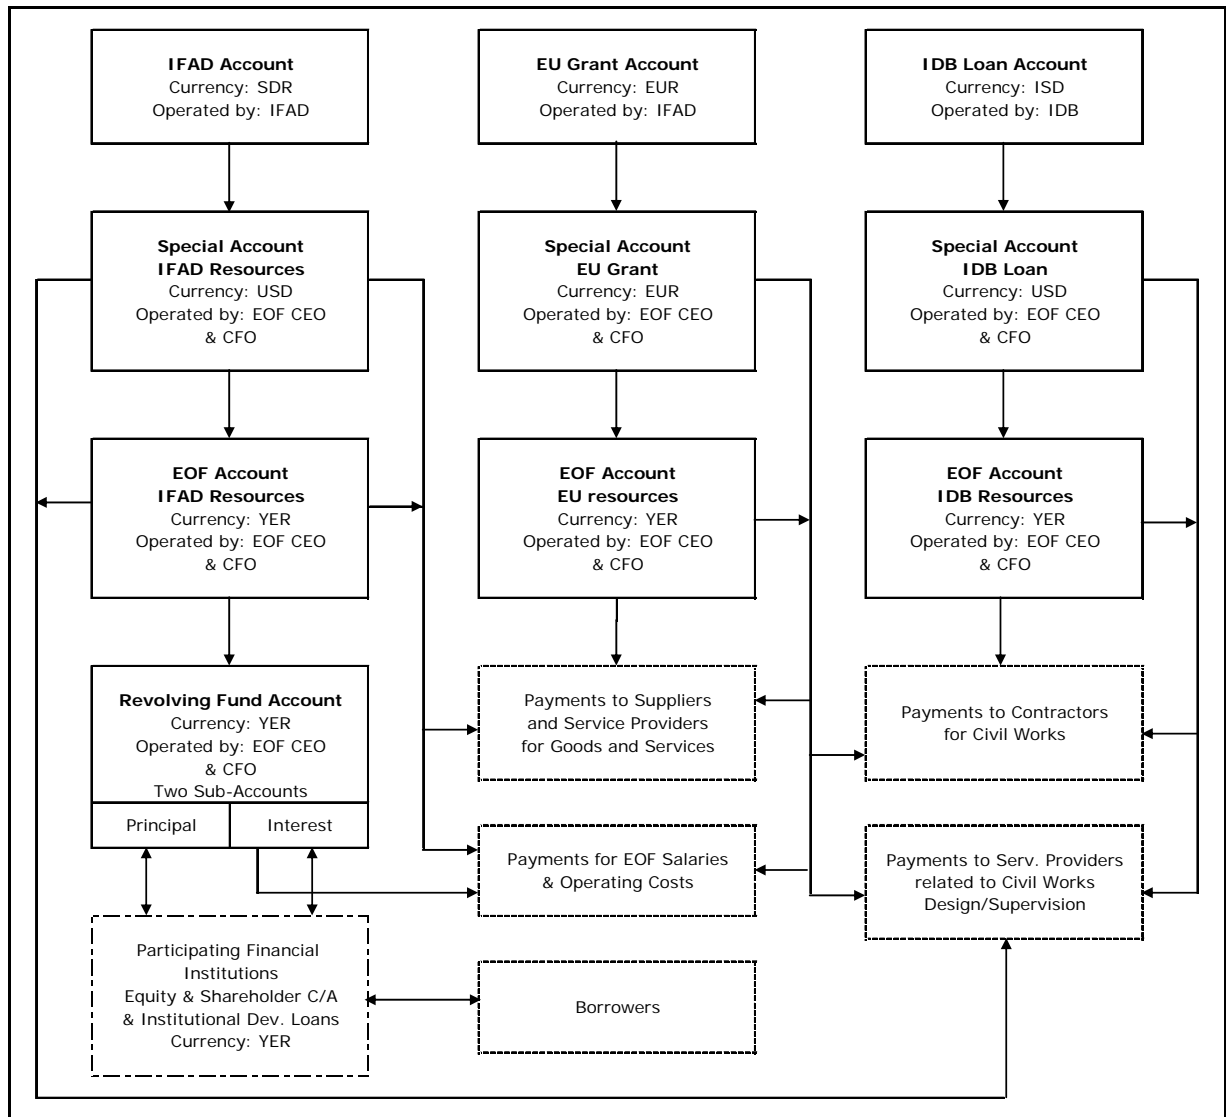 IFAD Account
Currency: SDR
Operated by: IFAD
EU Grant Account
Currency: EUR
Operated by: IFAD
IDB Loan Account
Currency: ISD
Operated by: IDB
Special Account
IFAD Resources
Currency: USD
Operated by: EOF CEO
& CFO
Special Account
EU Grant
Currency: EUR
Operated by: EOF CEO
& CFO
Special Account
IDB Loan
Currency: USD
Operated by: EOF CEO
& CFO
EOF Account
IFAD Resources
Currency: YER
Operated by: EOF CEO
& CFO
EOF Account
EU resources
Currency: YER
Operated by: EOF CEO
& CFO
EOF Account
IDB Resources
Currency: YER
Operated by: EOF CEO
& CFO
Revolving Fund Account
Currency: YER
Operated by: EOF CEO
& CFO
Two Sub-Accounts
Principal
Interest
Payments to Suppliers
and Service Providers
for Goods and Services
Payments to Contractors
for Civil Works
Payments for EOF Salaries
& Operating Costs
Payments to Serv. Providers
related to Civil Works
Design/Supervision
Participating Financial
Institutions
Equity & Shareholder C/A
& Institutional Dev. Loans
Currency: YER
Borrowers